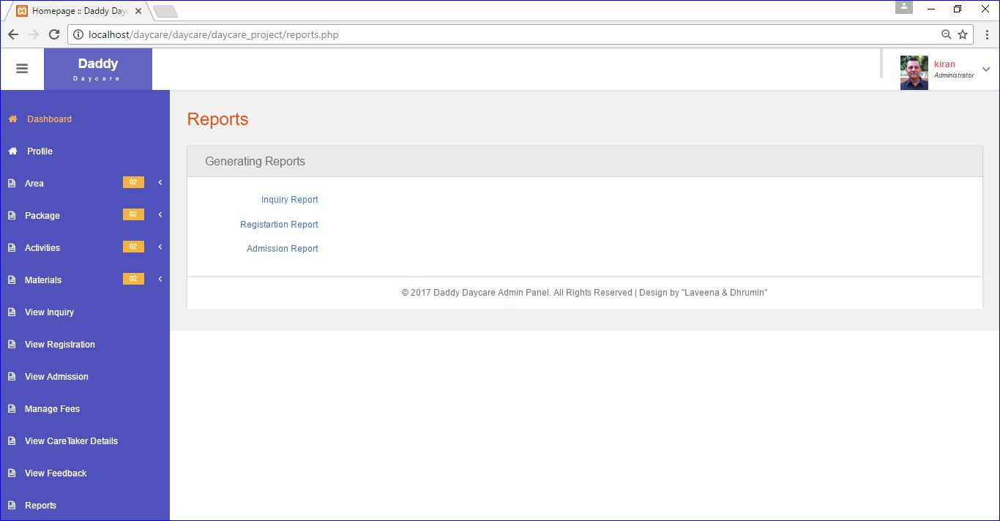 Homepage :: Daddy Day
localhost/daycare/daycare/daycare_project/reports.php
Daddy
Daycare
kiran
Administrator
Dashboard
Profile
Area 02
Package 02
Activities 02
Materials 02
View Inquiry
View Registration
View Admission
Manage Fees
View CareTaker Details
View Feedback
Reports
Reports
Generating Reports
Inquiry Report
Registartion Report
Admission Report
© 2017 Daddy Daycare Admin Panel. All Rights Reserved | Design by "Laveena & Dhrumin"